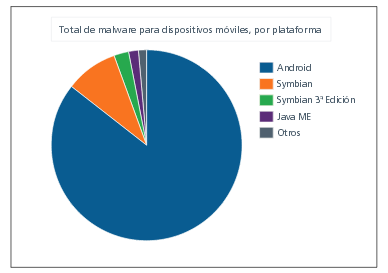 Total de malware para dispositivos móviles, por plataforma
Android
Symbian
Symbian 3ª Edición
Java ME
Otros